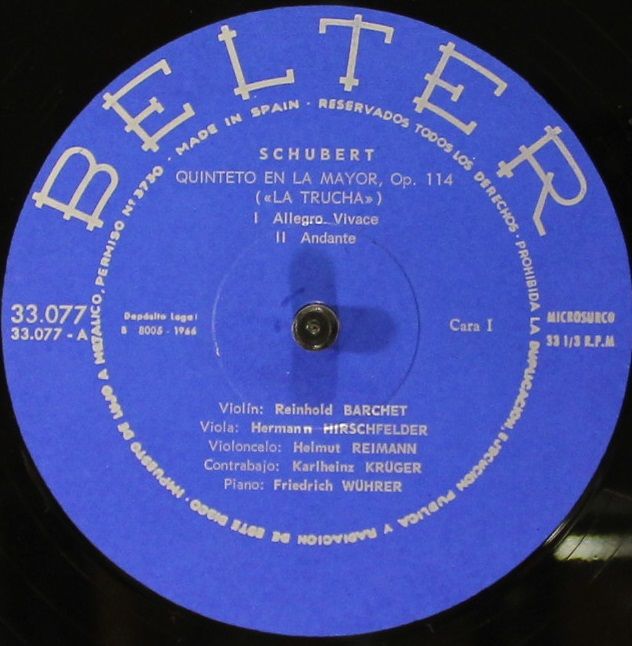 BELTER
MADE IN SPAIN · RESERVADOS TODOS LOS DERECHOS · PROHIBIDA LA DUPLICACION, EJECUCION PUBLICA Y RADIACION DE ESTE DISCO · IMPUESTO DE LUJO A METALICO, PERMISO Nº 3730 ·
SCHUBERT
QUINTETO EN LA MAYOR, Op. 114
(«LA TRUCHA»)
I Allegro Vivace
II Andante
33.077
33.077 - A
Depósito Legal
B 8005 - 1966
Cara I
MICROSURCO
33 1/3 R.P.M
Violín: Reinhold BARCHET
Viola: Hermann HIRSCHFELDER
Violoncelo: Helmut REIMANN
Contrabajo: Karlheinz KRÜGER
Piano: Friedrich WÜHRER